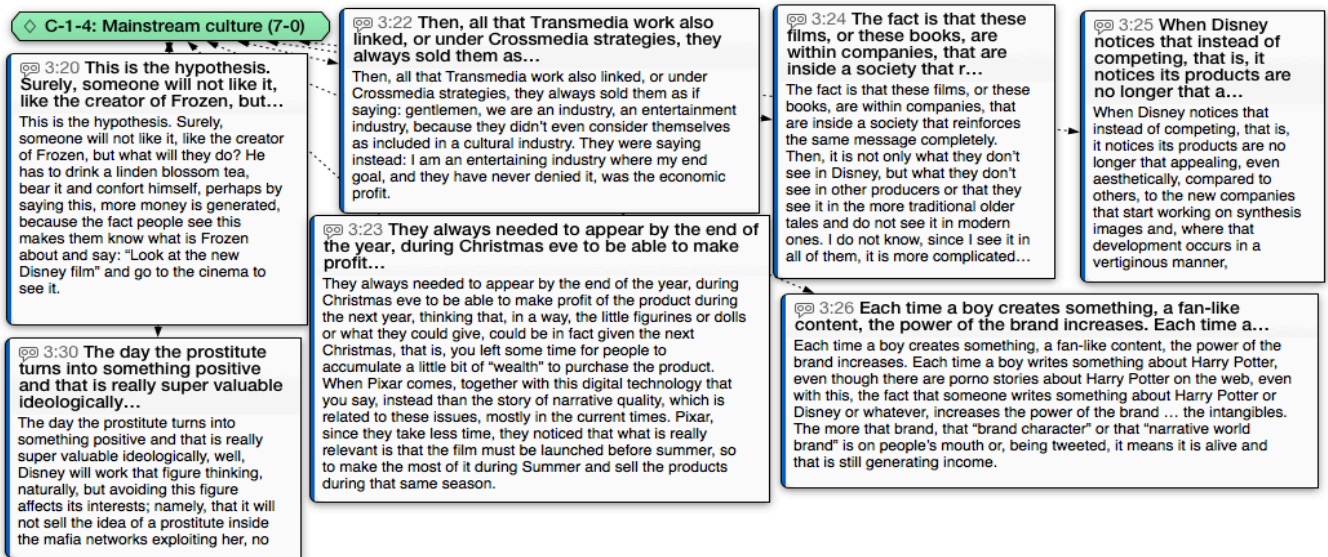 ◇ C-1-4: Mainstream culture (7-0)
3:20 This is the hypothesis.
Surely, someone will not like it,
like the creator of Frozen, but…
This is the hypothesis. Surely,
someone will not like it, like the creator
of Frozen, but what will they do? He
has to drink a linden blossom tea,
bear it and confort himself, perhaps by
saying this, more money is generated,
because the fact people see this
makes them know what is Frozen
about and say: “Look at the new
Disney film” and go to the cinema to
see it.
3:30 The day the prostitute
turns into something positive
and that is really super valuable
ideologically…
The day the prostitute turns into
something positive and that is really
super valuable ideologically, well,
Disney will work that figure thinking,
naturally, but avoiding this figure
affects its interests; namely, that it will
not sell the idea of a prostitute inside
the mafia networks exploiting her, no
3:22 Then, all that Transmedia work also
linked, or under Crossmedia strategies, they
always sold them as…
Then, all that Transmedia work also linked, or under
Crossmedia strategies, they always sold them as if
saying: gentlemen, we are an industry, an entertainment
industry, because they didn’t even consider themselves
as included in a cultural industry. They were saying
instead: I am an entertaining industry where my end
goal, and they have never denied it, was the economic
profit.
3:23 They always needed to appear by the end of
the year, during Christmas eve to be able to make
profit…
They always needed to appear by the end of the year, during
Christmas eve to be able to make profit of the product during
the next year, thinking that, in a way, the little figurines or dolls
or what they could give, could be in fact given the next
Christmas, that is, you left some time for people to
accumulate a little bit of “wealth” to purchase the product.
When Pixar comes, together with this digital technology that
you say, instead than the story of narrative quality, which is
related to these issues, mostly in the current times. Pixar,
since they take less time, they noticed that what is really
relevant is that the film must be launched before summer, so
to make the most of it during Summer and sell the products
during that same season.
3:24 The fact is that these
films, or these books, are
within companies, that are
inside a society that r…
The fact is that these films, or these
books, are within companies, that
are inside a society that reinforces
the same message completely.
Then, it is not only what they don’t
see in Disney, but what they don’t
see in other producers or that they
see it in the more traditional older
tales and do not see it in modern
ones. I do not know, since I see it in
all of them, it is more complicated…
3:25 When Disney
notices that instead of
competing, that is, it
notices its products are
no longer that a…
When Disney notices that
instead of competing, that is,
it notices its products are no
longer that appealing, even
aesthetically, compared to
others, to the new companies
that start working on synthesis
images and, where that
development occurs in a
vertiginous manner,
3:26 Each time a boy creates something, a fan-like
content, the power of the brand increases. Each time a…
Each time a boy creates something, a fan-like content, the power of the
brand increases. Each time a boy writes something about Harry Potter,
even though there are porno stories about Harry Potter on the web, even
with this, the fact that someone writes something about Harry Potter or
Disney or whatever, increases the power of the brand … the intangibles.
The more that brand, that “brand character” or that “narrative world
brand” is on people’s mouth or, being tweeted, it means it is alive and
that is still generating income.